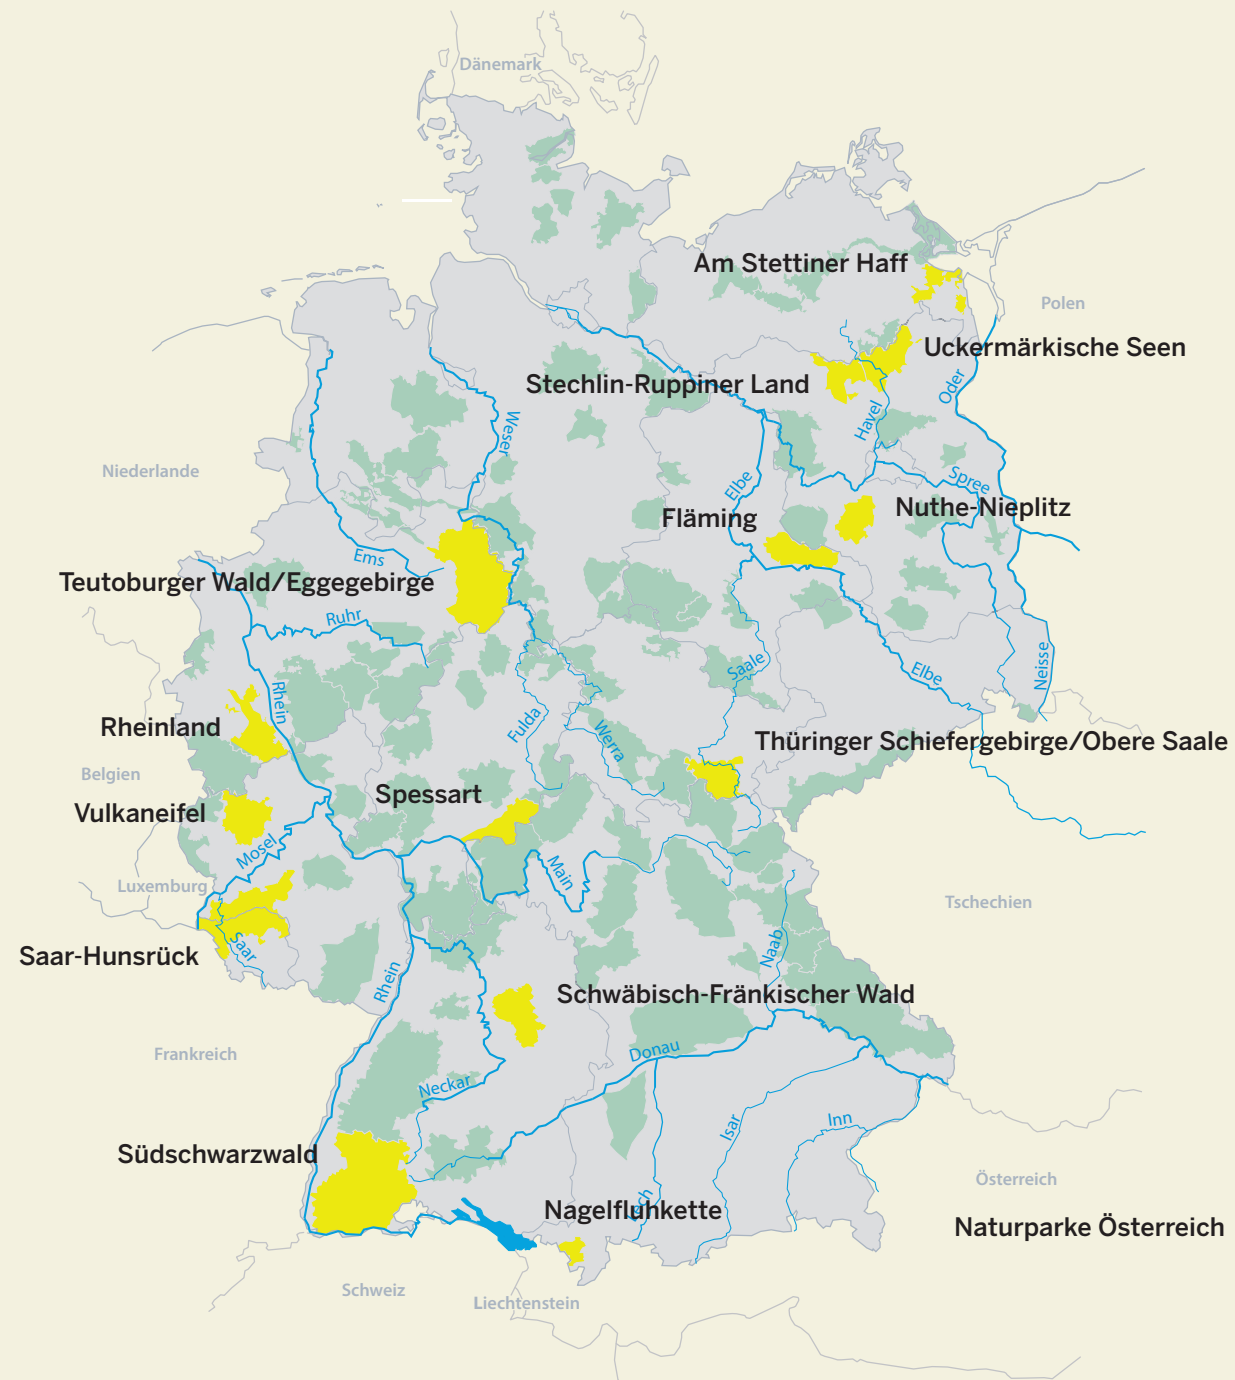 Dänemark
Am Stettiner Haff
Polen
Uckermärkische Seen
Stechlin-Ruppiner Land
Oder
Havel
Weser
Niederlande
Elbe
Spree
Nuthe-Nieplitz
Fläming
Ems
Teutoburger Wald/Eggegebirge
Ruhr
Saale
Elbe
Neisse
Rhein
Fulda
Werra
Rheinland
Thüringer Schiefergebirge/Obere Saale
Belgien
Spessart
Vulkaneifel
Mosel
Main
Luxemburg
Tschechien
Saar
Naab
Saar-Hunsrück
Rhein
Schwäbisch-Fränkischer Wald
Frankreich
Donau
Neckar
Isar
Inn
Südschwarzwald
Österreich
Lech
Nagelfluhkette
Naturparke Österreich
Schweiz
Liechtenstein